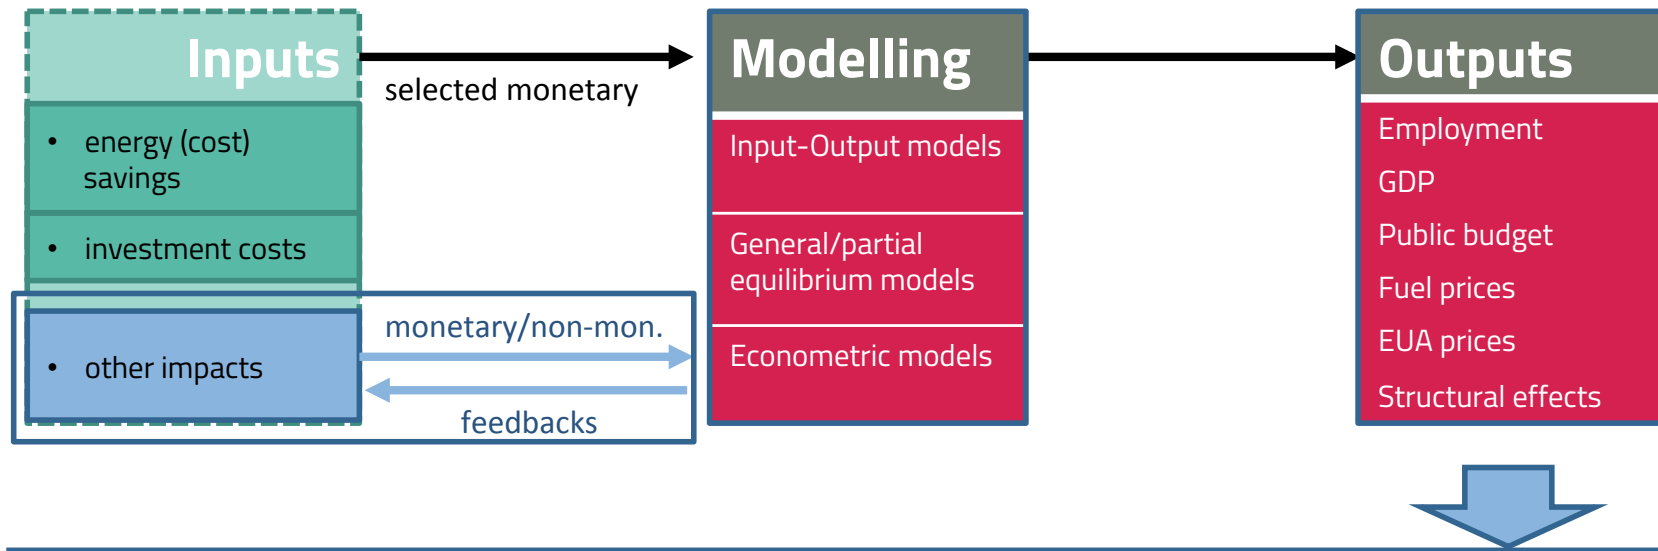 Inputs
• energy (cost)
savings
• investment costs
• other impacts
selected monetary
monetary/non-mon.
feedbacks
Modelling
Input-Output models
General/partial
equilibrium models
Econometric models
Outputs
Employment
GDP
Public budget
Fuel prices
EUA prices
Structural effects